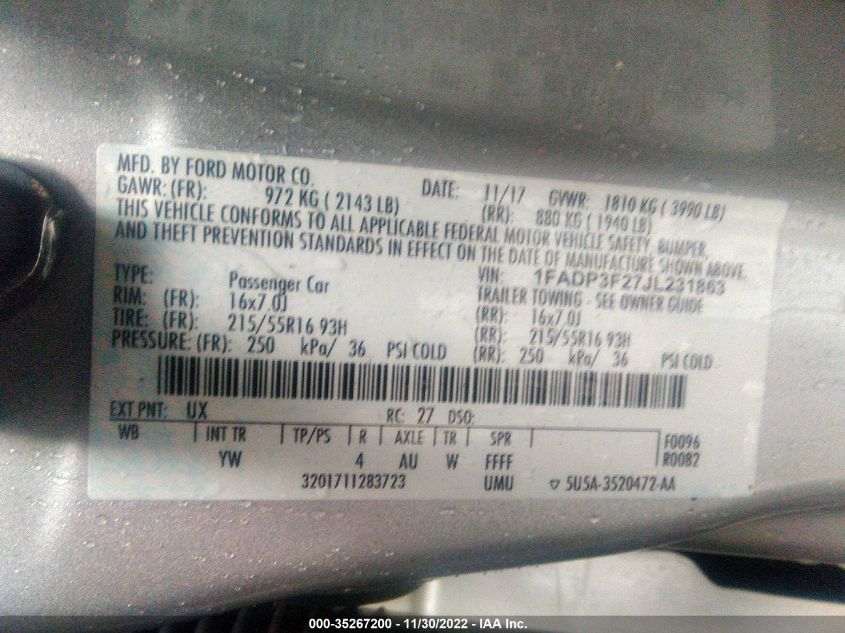 MFD. BY FORD MOTOR CO. DATE: 11/17 GVWR: 1810 KG ( 3990 LB)
GAWR: (FR): 972 KG ( 2143 LB) (RR): 880 KG ( 1940 LB)
THIS VEHICLE CONFORMS TO ALL APPLICABLE FEDERAL MOTOR VEHICLE SAFETY, BUMPER,
AND THEFT PREVENTION STANDARDS IN EFFECT ON THE DATE OF MANUFACTURE SHOWN ABOVE.
VIN: 1FADP3F27JL231863
TYPE: Passenger Car TRAILER TOWING - SEE OWNER GUIDE
RIM: (FR): 16x7.0J (RR): 16x7.0J
TIRE: (FR): 215/55R16 93H (RR): 215/55R16 93H
PRESSURE: (FR): 250 kPa/ 36 PSI COLD (RR): 250 kPa/ 36 PSI COLD
EXT PNT: UX RC: 27 DSO:
WB INT TR TP/PS R AXLE TR SPR F0096
YW 4 AU W FFFF R0082
3201711283723 UMU ▽ 5U5A-3520472-AA
000-35267200 - 11/30/2022 - IAA Inc.